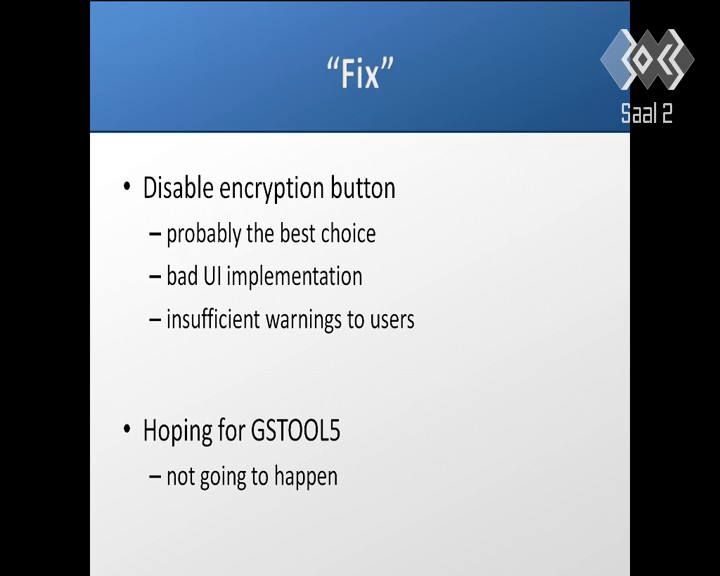 “Fix”
Saal 2
• Disable encryption button
– probably the best choice
– bad UI implementation
– insufficient warnings to users
• Hoping for GSTOOL5
– not going to happen